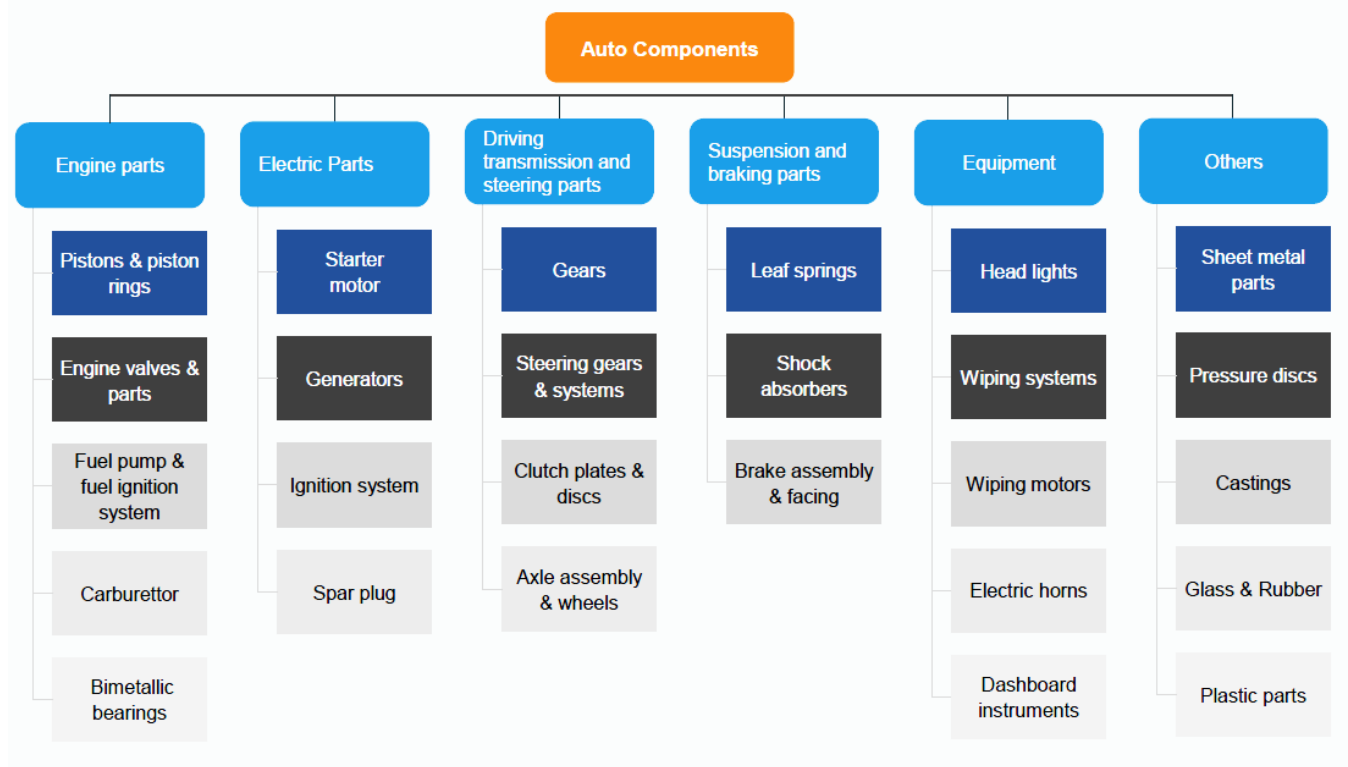 Auto Components
Engine parts
Electric Parts
Driving
transmission and
steering parts
Suspension and
braking parts
Equipment
Others
Pistons & piston
rings
Engine valves &
parts
Fuel pump &
fuel ignition
system
Carburettor
Bimetallic
bearings
Starter
motor
Generators
Ignition system
Spar plug
Gears
Steering gears
& systems
Clutch plates &
discs
Axle assembly
& wheels
Leaf springs
Shock
absorbers
Brake assembly
& facing
Head lights
Wiping systems
Wiping motors
Electric horns
Dashboard
instruments
Sheet metal
parts
Pressure discs
Castings
Glass & Rubber
Plastic parts